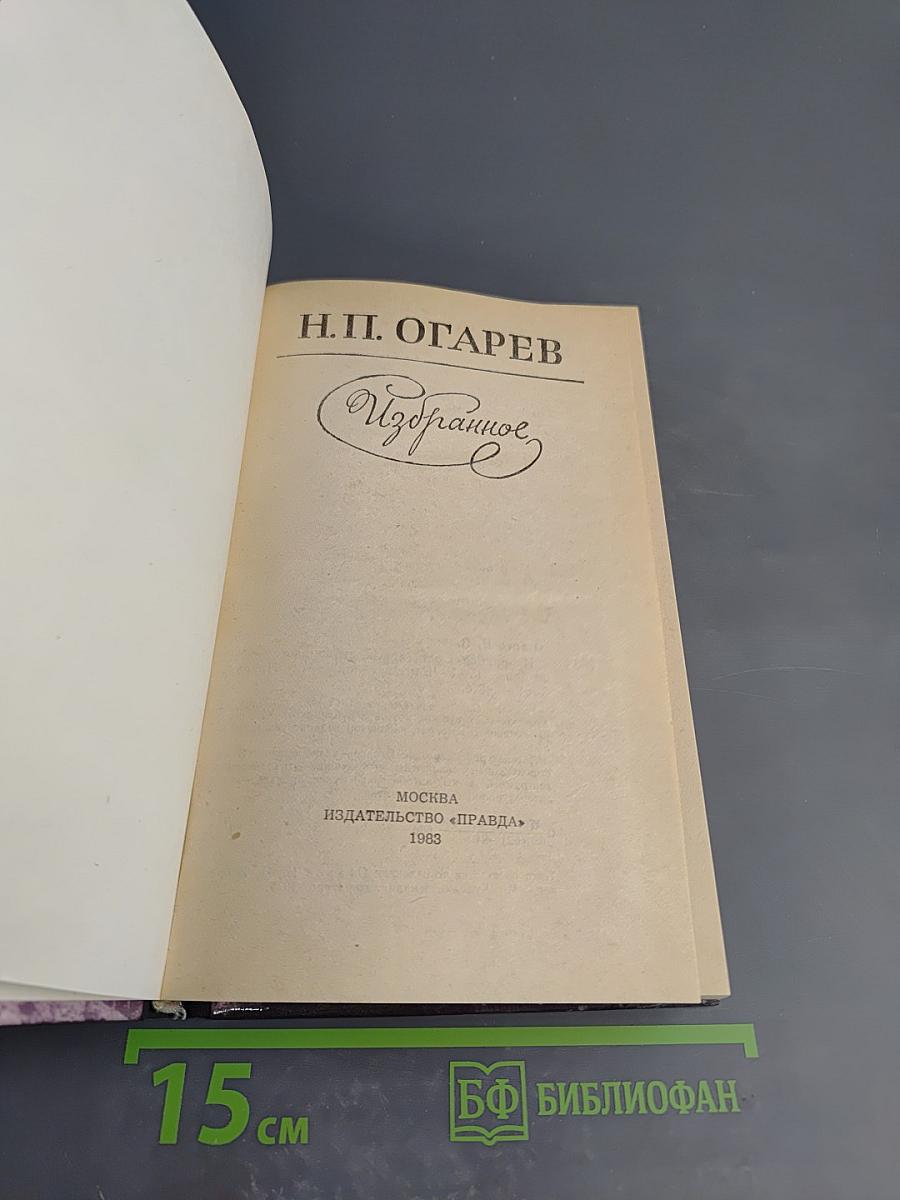 Н.П. ОГАРЕВ
Избранное
МОСКВА
ИЗДАТЕЛЬСТВО «ПРАВДА»
1983
15 см
БФ БИБЛИОФАН